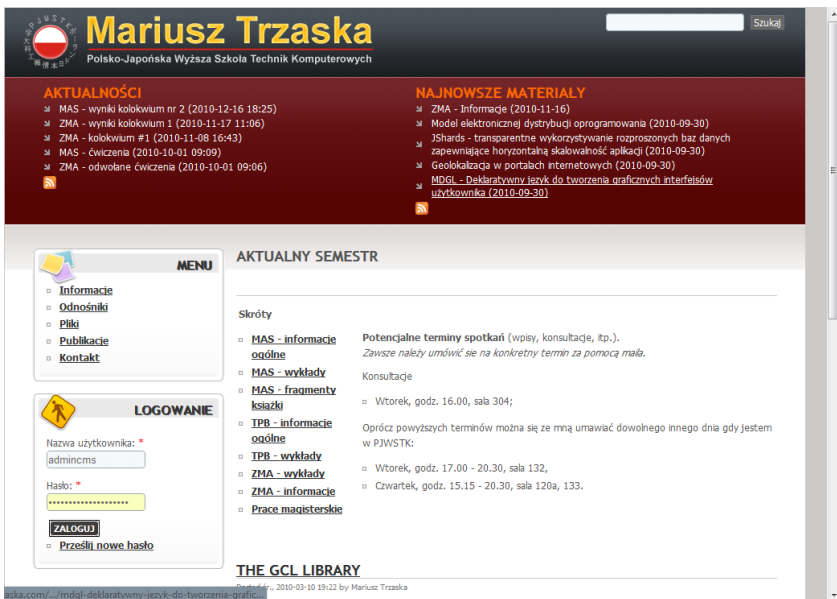 Mariusz Trzaska
Polsko-Japońska Wyższa Szkoła Technik Komputerowych
Szukaj
AKTUALNOŚCI
MAS - wyniki kolokwium nr 2 (2010-12-16 18:25)
ZMA - wyniki kolokwium 1 (2010-11-17 11:06)
ZMA - kolokwium #1 (2010-11-08 16:43)
MAS - ćwiczenia (2010-10-01 09:09)
ZMA - odwołane ćwiczenia (2010-10-01 09:06)
NAJNOWSZE MATERIAŁY
ZMA - Informacje (2010-11-16)
Model elektronicznej dystrybucji oprogramowania (2010-09-30)
JShards - transparentne wykorzystywanie rozproszonych baz danych
zapewniające horyzontalną skalowalność aplikacji (2010-09-30)
Geolokalizacja w portalach internetowych (2010-09-30)
MDGL - Deklaratywny język do tworzenia graficznych interfejsów
użytkownika (2010-09-30)
MENU
Informacje
Odnośniki
Pliki
Publikacje
Kontakt
LOGOWANIE
Nazwa użytkownika: *
admincms
Hasło: *
ZALOGUJ
Prześlij nowe hasło
AKTUALNY SEMESTR
Skróty
MAS - informacje
ogólne
MAS - wykłady
MAS - fragmenty
książki
TPB - informacje
ogólne
TPB - wykłady
ZMA - wykłady
ZMA - informacje
Prace magisterskie
Potencjalne terminy spotkań (wpisy, konsultacje, itp.).
Zawsze należy umówić sie na konkretny termin za pomocą maila.
Konsultacje
Wtorek, godz. 16.00, sala 304;
Oprócz powyższych terminów można się ze mną umawiać dowolnego innego dnia gdy jestem
w PJWSTK:
Wtorek, godz. 17.00 - 20.30, sala 132,
Czwartek, godz. 15.15 - 20.30, sala 120a, 133.
THE GCL LIBRARY
śr., 2010-03-10 19:22 by Mariusz Trzaska
zaska.com/.../mdgl-deklaratywny-jezyk-do-tworzenia-grafic...